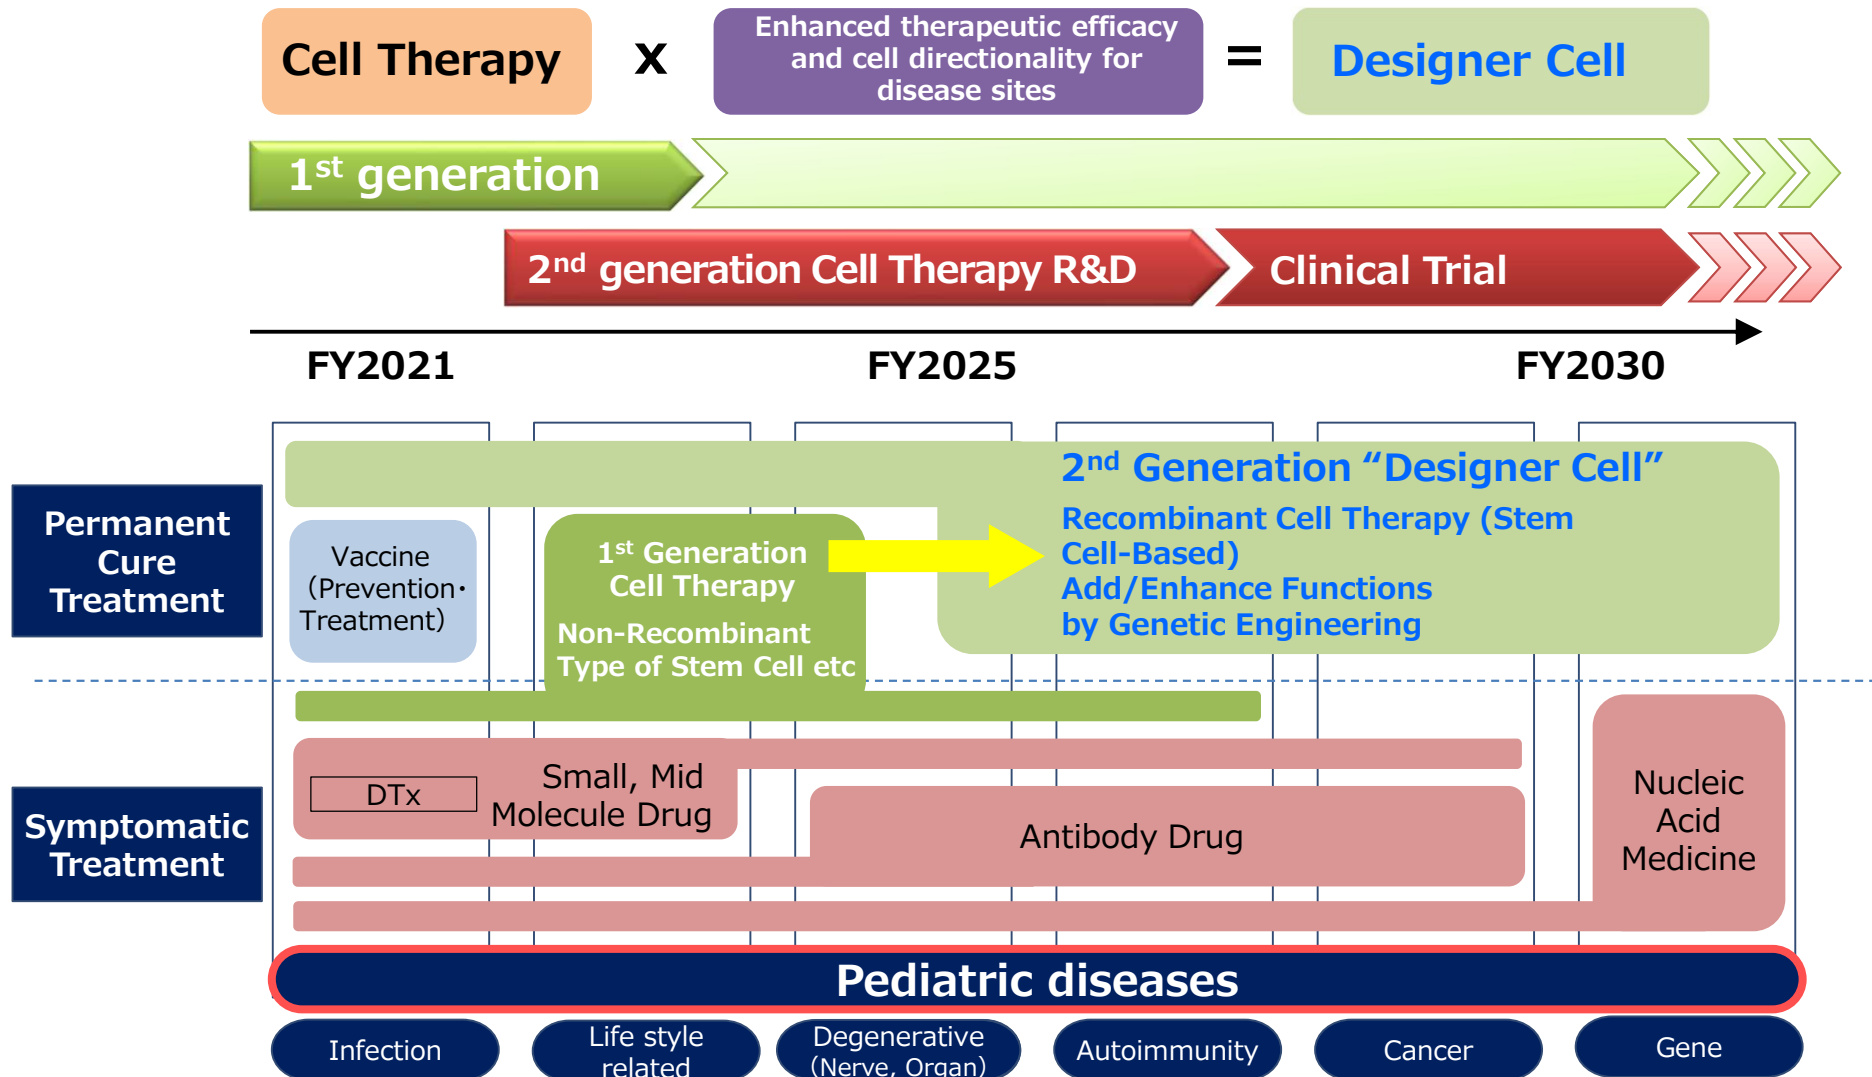 Cell Therapy
x
Enhanced therapeutic efficacy
and cell directionality for
disease sites
=
Designer Cell
1st generation
2nd generation Cell Therapy R&D
Clinical Trial
FY2021
FY2025
FY2030
Permanent
Cure
Treatment
Vaccine
（Prevention・
Treatment）
1st Generation
Cell Therapy
Non-Recombinant
Type of Stem Cell etc
2nd Generation “Designer Cell”
Recombinant Cell Therapy (Stem
Cell-Based)
Add/Enhance Functions
by Genetic Engineering
Symptomatic
Treatment
DTx
Small, Mid
Molecule Drug
Antibody Drug
Nucleic
Acid
Medicine
Pediatric diseases
Infection
Life style
related
Degenerative
（Nerve, Organ）
Autoimmunity
Cancer
Gene